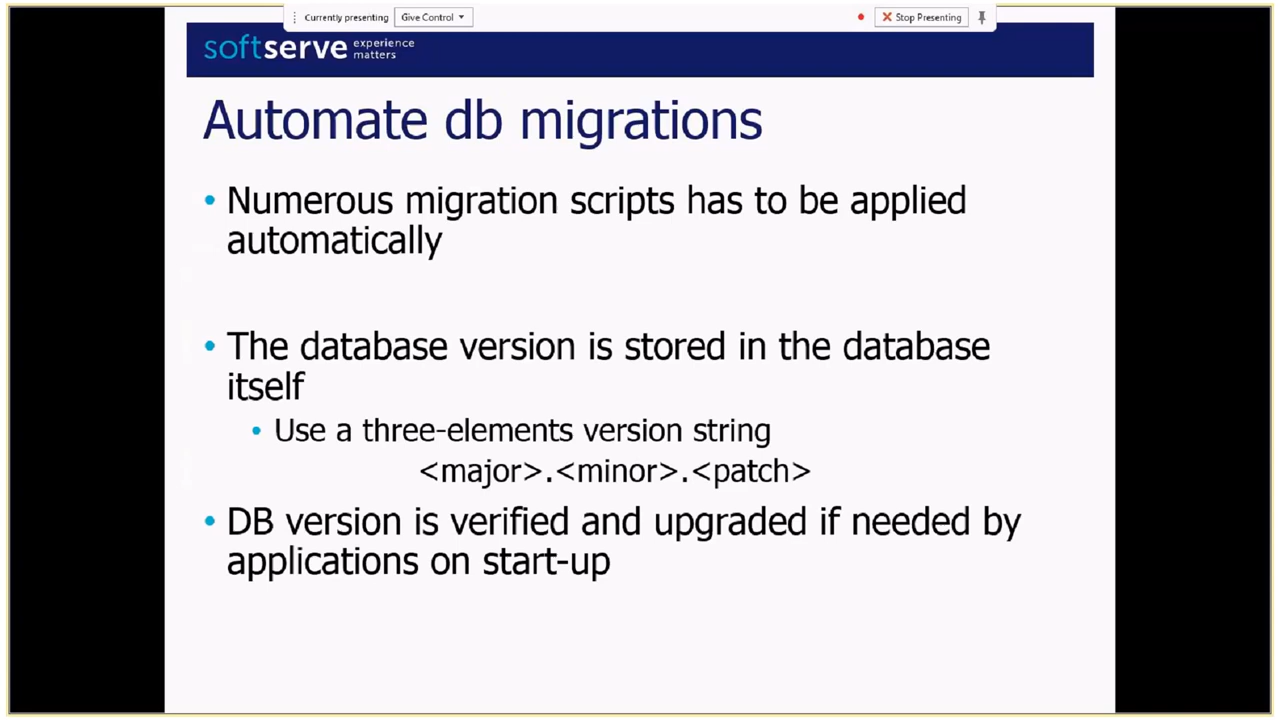 Currently presenting Give Control Stop Presenting
softserve experience
matters
Automate db migrations
• Numerous migration scripts has to be applied
automatically
• The database version is stored in the database
itself
• Use a three-elements version string
<major>.<minor>.<patch>
• DB version is verified and upgraded if needed by
applications on start-up